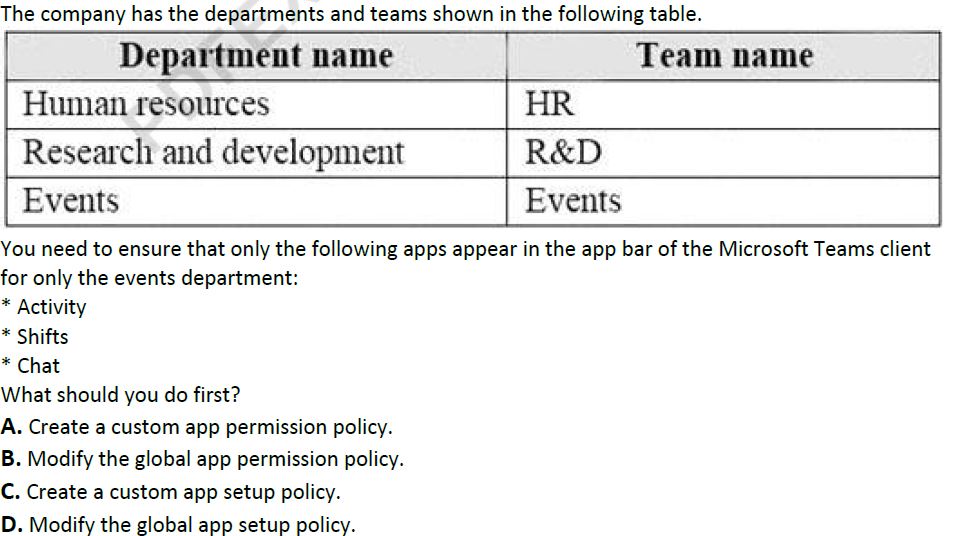 The company has the departments and teams shown in the following table.
Department name Team name
Human resources HR
Research and development R&D
Events Events
You need to ensure that only the following apps appear in the app bar of the Microsoft Teams client
for only the events department:
* Activity
* Shifts
* Chat
What should you do first?
A. Create a custom app permission policy.
B. Modify the global app permission policy.
C. Create a custom app setup policy.
D. Modify the global app setup policy.